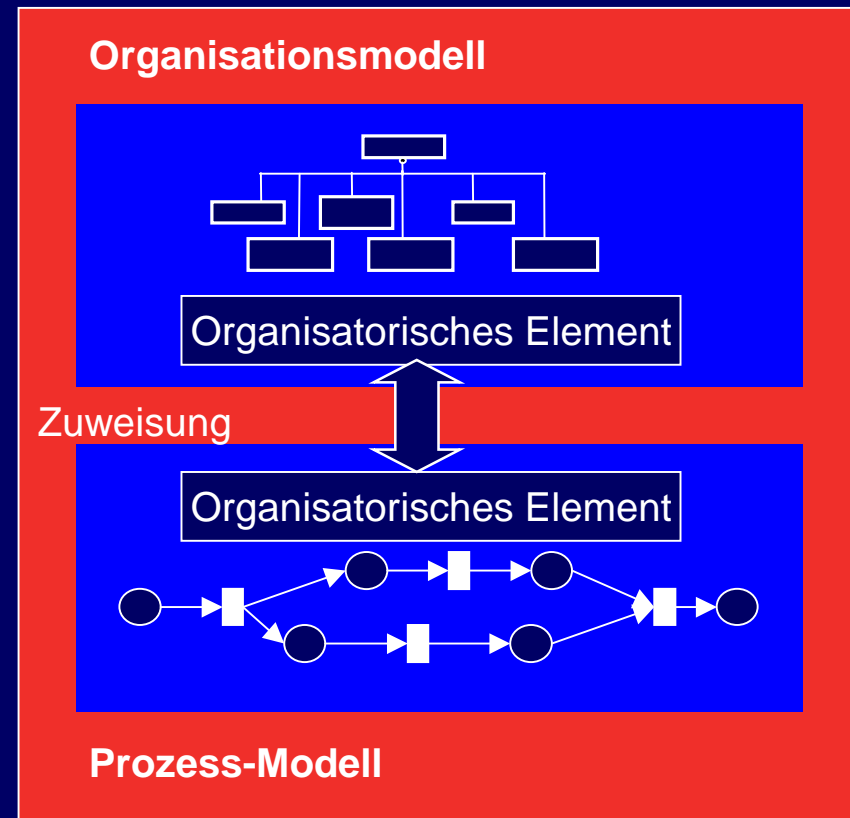 Organisationsmodell
Organisatorisches Element
Zuweisung
Organisatorisches Element
Prozess-Modell